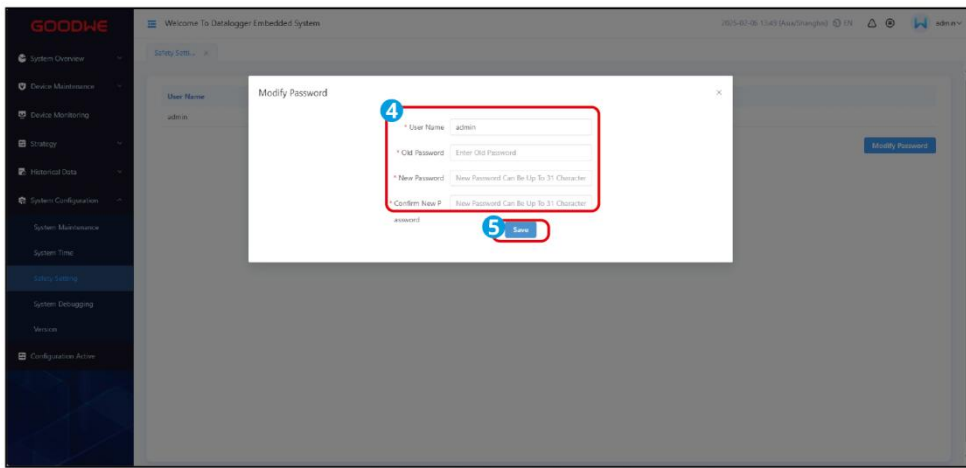 GOODWE
Welcome To Datalogger Embedded System
EN
admin
System Overview
Safety Setti...
Device Maintenance
Device Monitoring
Strategy
Historical Data
System Configuration
System Maintenance
System Time
Safety Setting
System Debugging
Version
Configuration Active
User Name
admin
Modify Password
Modify Password
4
* User Name admin
* Old Password Enter Old Password
* New Password New Password Can Be Up To 31 Character
* Confirm New P
assword
New Password Can Be Up To 31 Character
5
Save